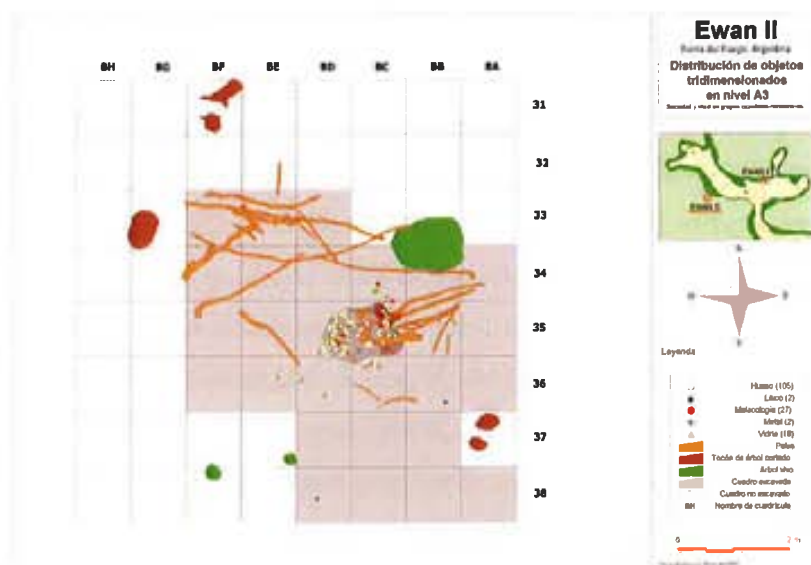 Ewan II
Tierra del Fuego, Argentina
Distribución de objetos
tridimensionados
en nivel A3
BH BG BF BE BD BC BB BA
31
32
33
34
35
36
37
38
Leyenda
Hueso (105)
Lítico (2)
Malacología (27)
Metal (2)
Vidrio (18)
Palos
Tocón de árbol cortado
Árbol vivo
Cuadro excavado
Cuadro no excavado
BH Nombre de cuadrícula
0 2 m